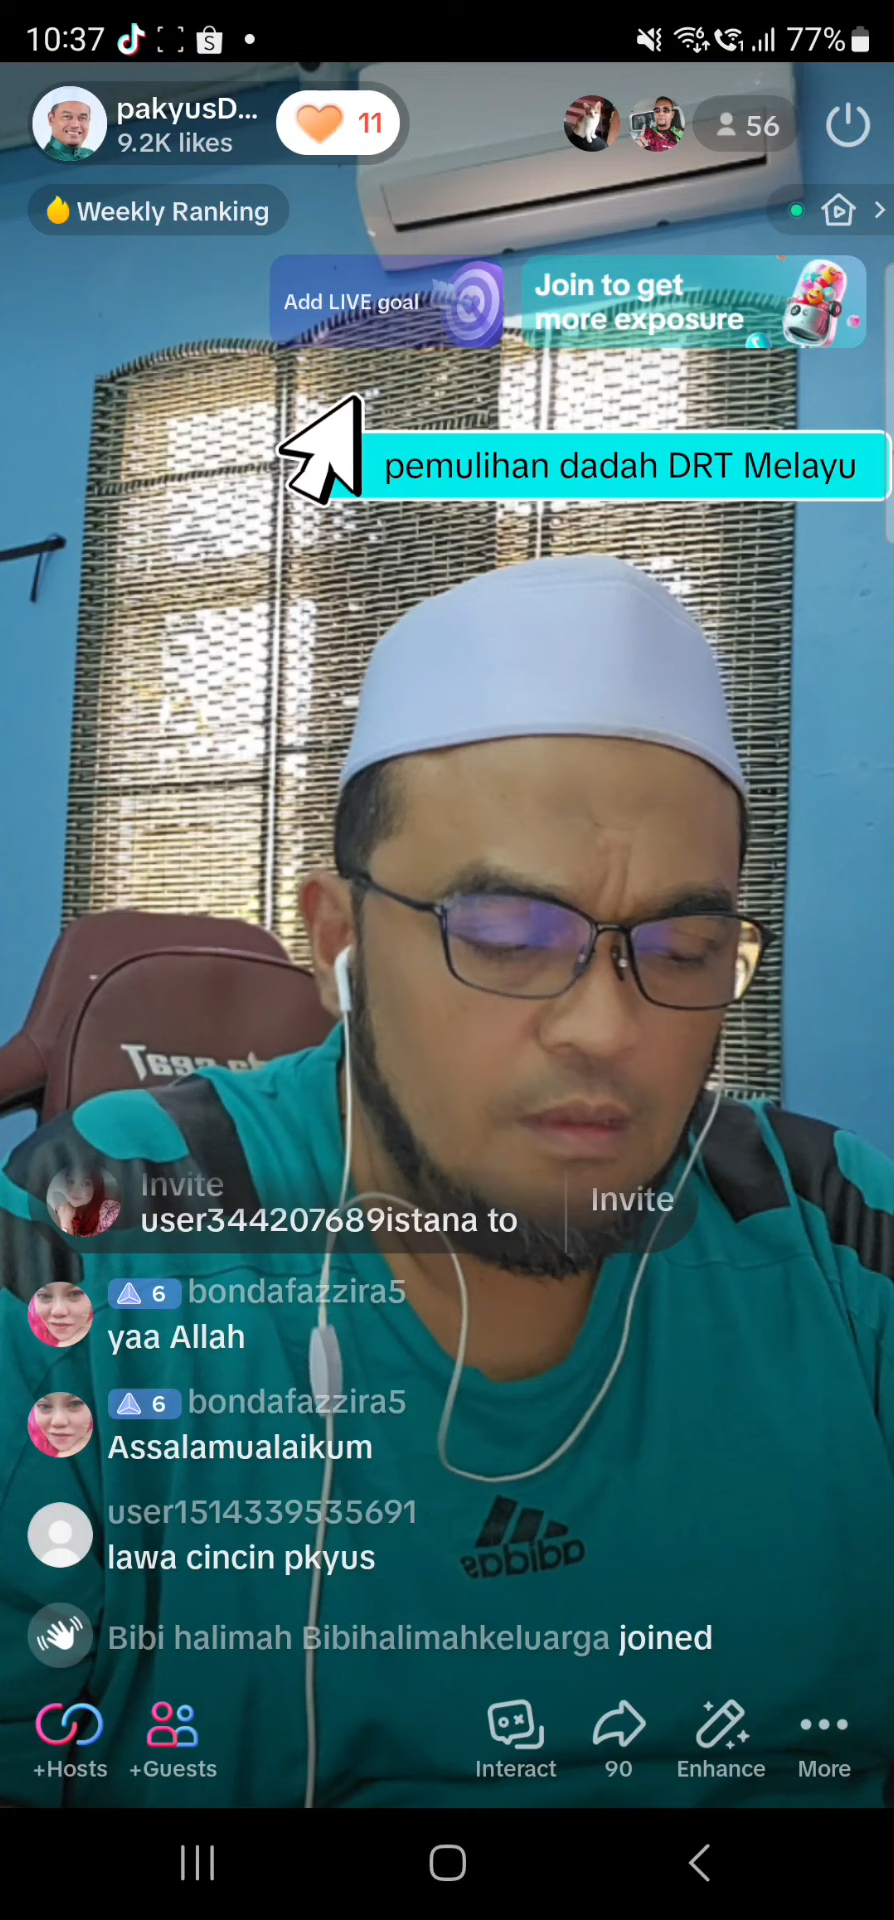 10:37
77%
pakyusD...
9.2K likes
11
56
Weekly Ranking
Add LIVE goal
Join to get
more exposure
pemulihan dadah DRT Melayu
Invite
user344207689istana to
Invite
6 bondafazzira5
yaa Allah
6 bondafazzira5
Assalamualaikum
adidas
user1514339535691
lawa cincin pkyus
Bibi halimah Bibihalimahkeluarga joined
+Hosts
+Guests
Interact
90
Enhance
More